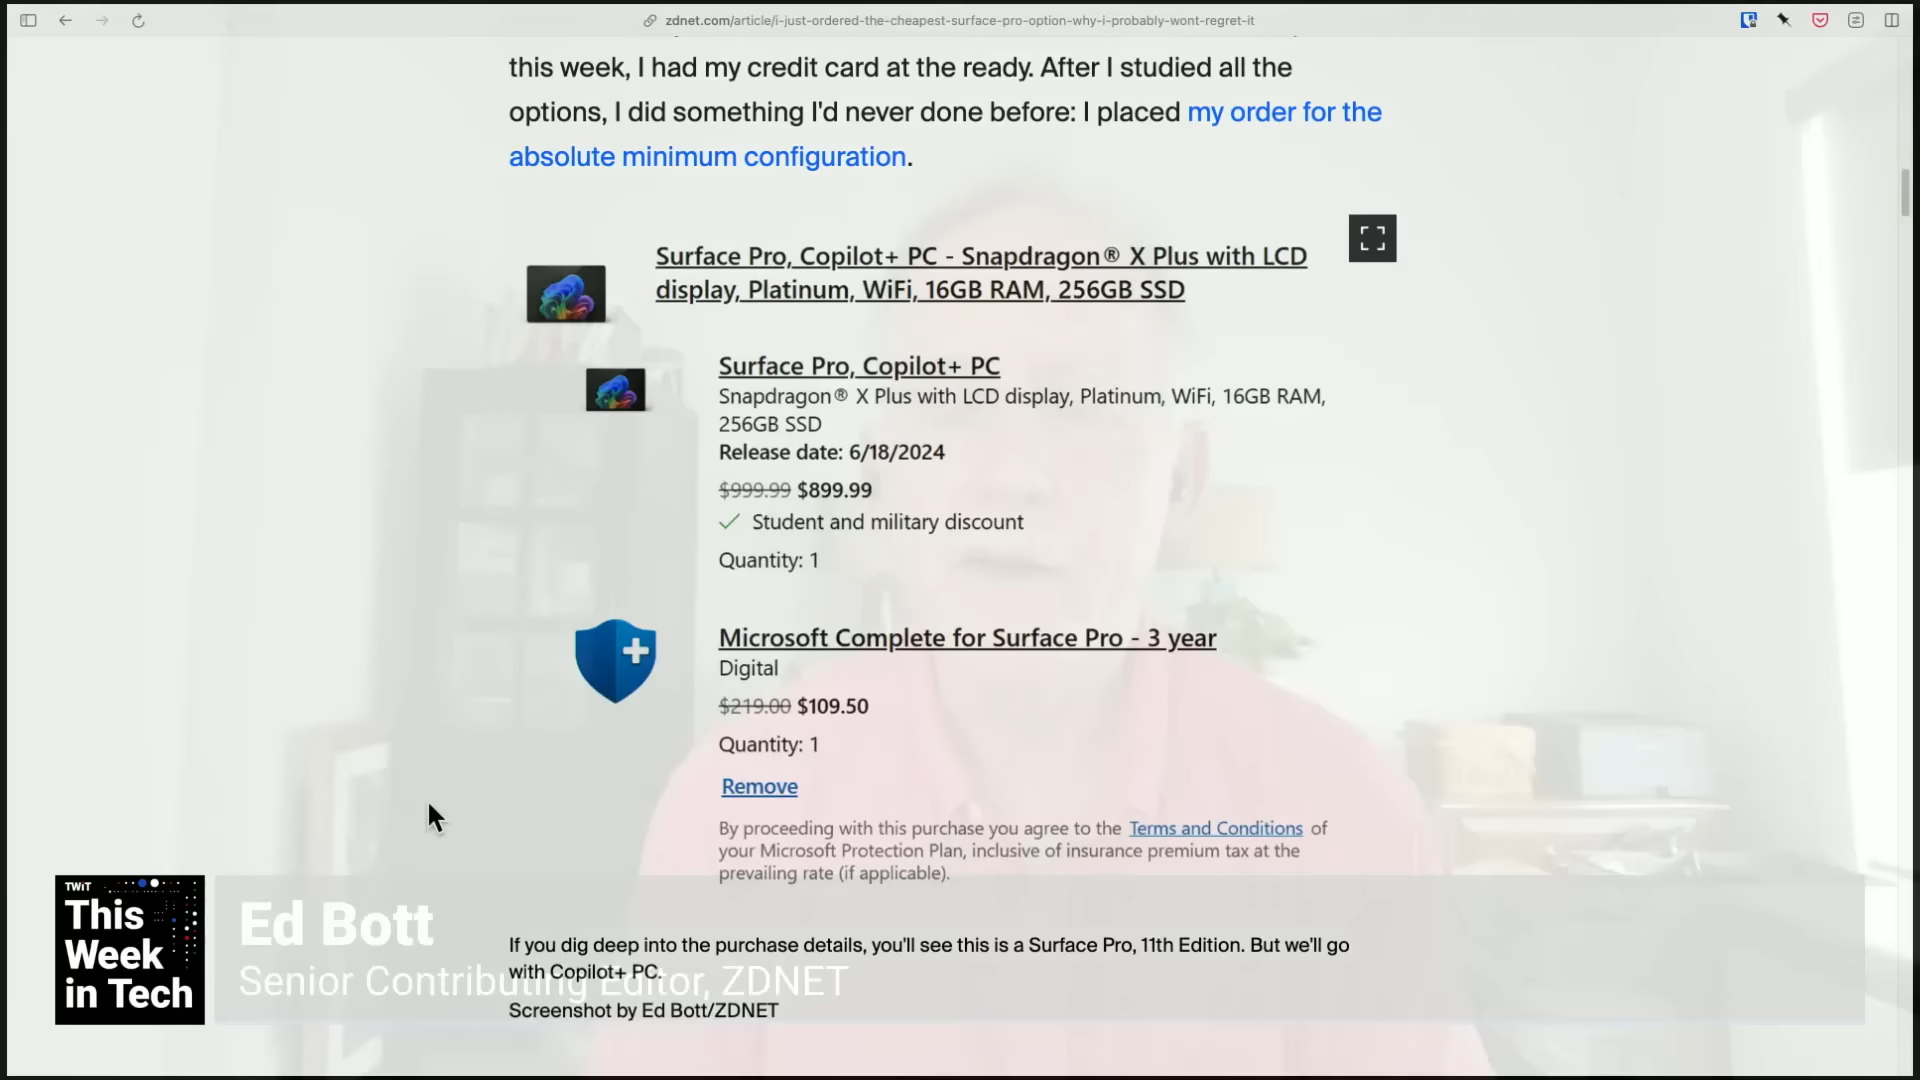 zdnet.com/article/i-just-ordered-the-cheapest-surface-pro-option-why-i-probably-wont-regret-it
this week, I had my credit card at the ready. After I studied all the
options, I did something I'd never done before: I placed my order for the
absolute minimum configuration.
Surface Pro, Copilot+ PC - Snapdragon® X Plus with LCD
display, Platinum, WiFi, 16GB RAM, 256GB SSD
Surface Pro, Copilot+ PC
Snapdragon® X Plus with LCD display, Platinum, WiFi, 16GB RAM,
256GB SSD
Release date: 6/18/2024
$999.99 $899.99
Student and military discount
Quantity: 1
Microsoft Complete for Surface Pro - 3 year
Digital
$219.00 $109.50
Quantity: 1
Remove
By proceeding with this purchase you agree to the Terms and Conditions of
your Microsoft Protection Plan, inclusive of insurance premium tax at the
prevailing rate (if applicable).
TWiT
This
Week
in Tech
Ed Bott
Senior Contributing Editor, ZDNET
If you dig deep into the purchase details, you'll see this is a Surface Pro, 11th Edition. But we'll go
with Copilot+ PC.
Screenshot by Ed Bott/ZDNET